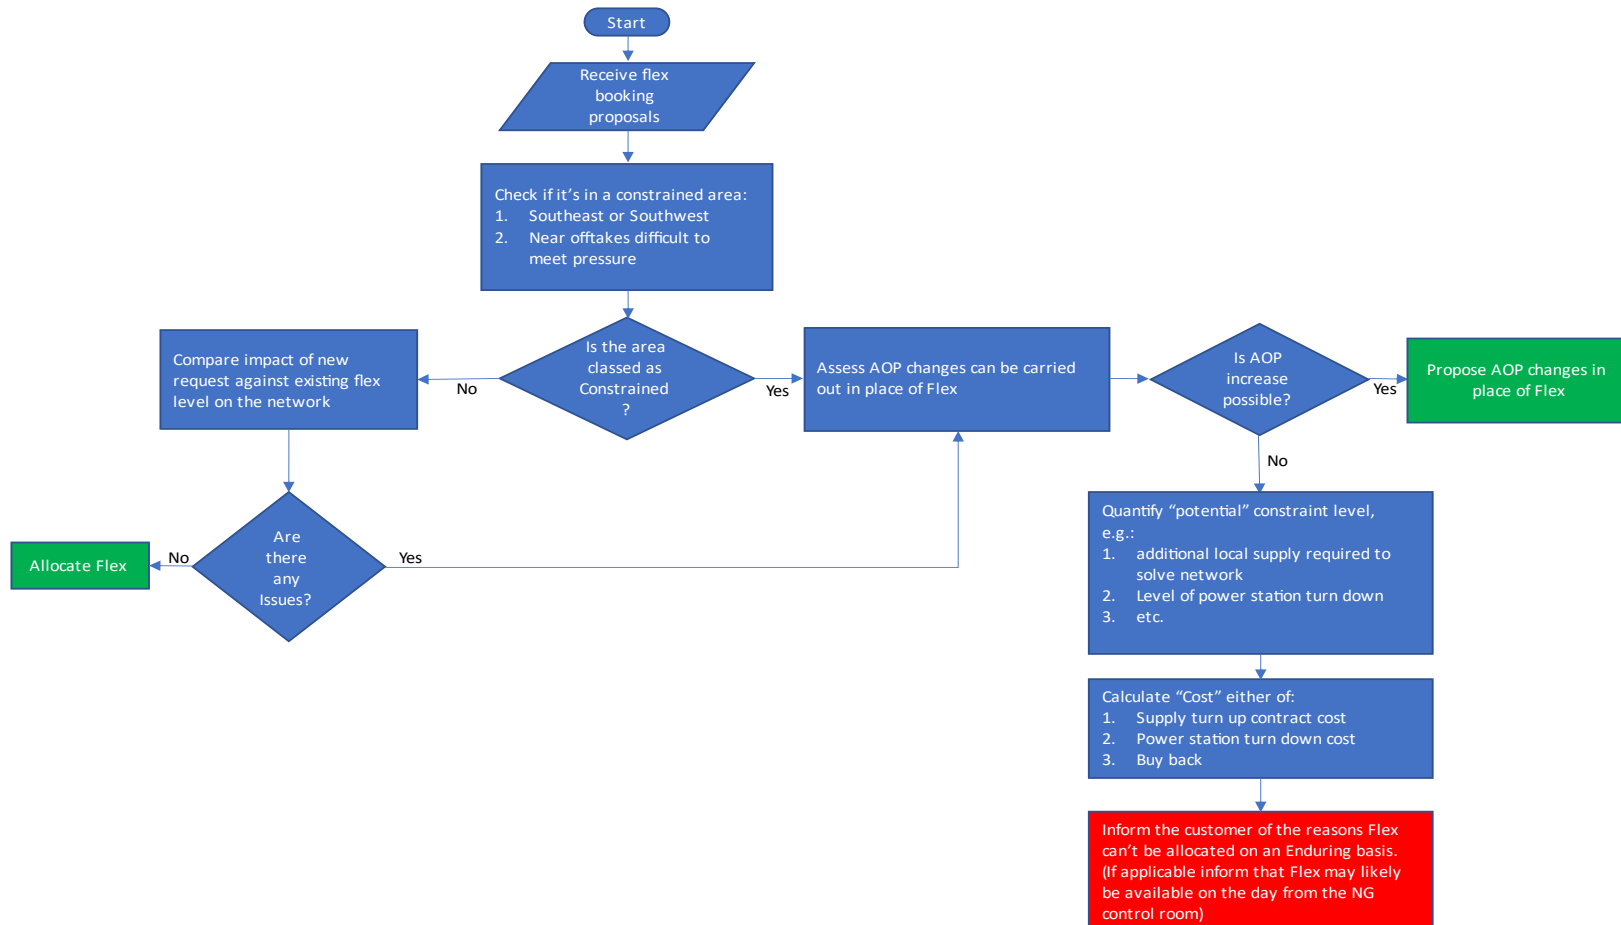 Start
Receive flex
booking
proposals
Check if it's in a constrained area:
1. Southeast or Southwest
2. Near offtakes difficult to
meet pressure
Is the area
classed as
Constrained
?
No
Yes
Compare impact of new
request against existing flex
level on the network
Are
there
any
Issues?
No
Yes
Allocate Flex
Assess AOP changes can be carried
out in place of Flex
Is AOP
increase
possible?
Yes
No
Propose AOP changes in
place of Flex
Quantify “potential” constraint level,
e.g.:
1. additional local supply required to
solve network
2. Level of power station turn down
3. etc.
Calculate “Cost” either of:
1. Supply turn up contract cost
2. Power station turn down cost
3. Buy back
Inform the customer of the reasons Flex
can't be allocated on an Enduring basis.
(If applicable inform that Flex may likely
be available on the day from the NG
control room)